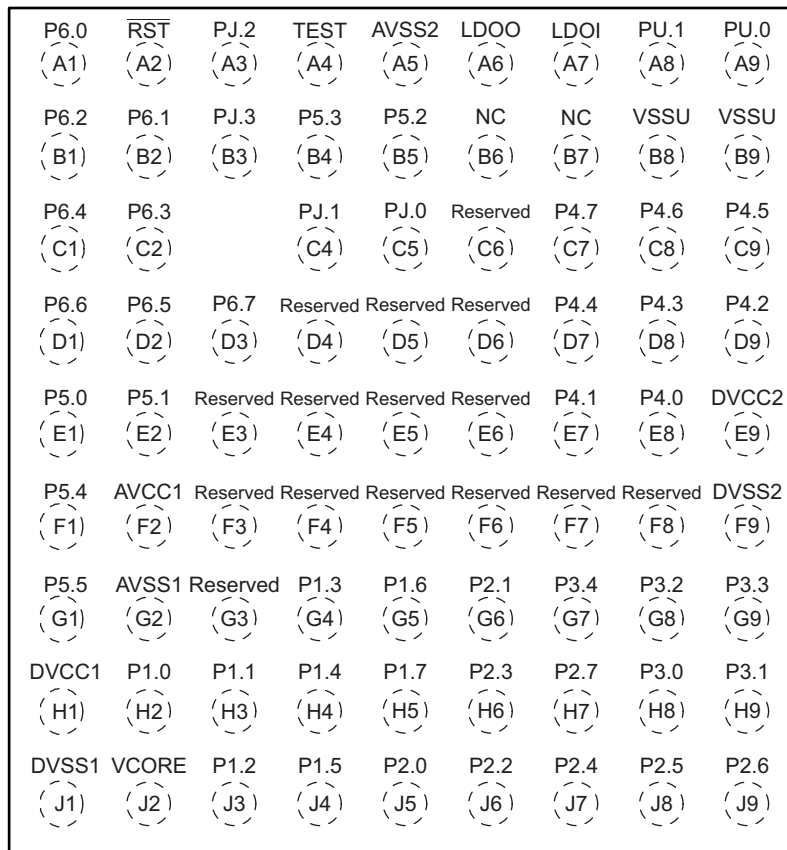 P6.0 RST PJ.2 TEST AVSS2 LDOO LDOI PU.1 PU.0
A1 A2 A3 A4 A5 A6 A7 A8 A9
P6.2 P6.1 PJ.3 P5.3 P5.2 NC NC VSSU VSSU
B1 B2 B3 B4 B5 B6 B7 B8 B9
P6.4 P6.3 PJ.1 PJ.0 Reserved P4.7 P4.6 P4.5
C1 C2 C4 C5 C6 C7 C8 C9
P6.6 P6.5 P6.7 Reserved Reserved Reserved P4.4 P4.3 P4.2
D1 D2 D3 D4 D5 D6 D7 D8 D9
P5.0 P5.1 Reserved Reserved Reserved Reserved P4.1 P4.0 DVCC2
E1 E2 E3 E4 E5 E6 E7 E8 E9
P5.4 AVCC1 Reserved Reserved Reserved Reserved Reserved Reserved DVSS2
F1 F2 F3 F4 F5 F6 F7 F8 F9
P5.5 AVSS1 Reserved P1.3 P1.6 P2.1 P3.4 P3.2 P3.3
G1 G2 G3 G4 G5 G6 G7 G8 G9
DVCC1 P1.0 P1.1 P1.4 P1.7 P2.3 P2.7 P3.0 P3.1
H1 H2 H3 H4 H5 H6 H7 H8 H9
DVSS1 VCORE P1.2 P1.5 P2.0 P2.2 P2.4 P2.5 P2.6
J1 J2 J3 J4 J5 J6 J7 J8 J9